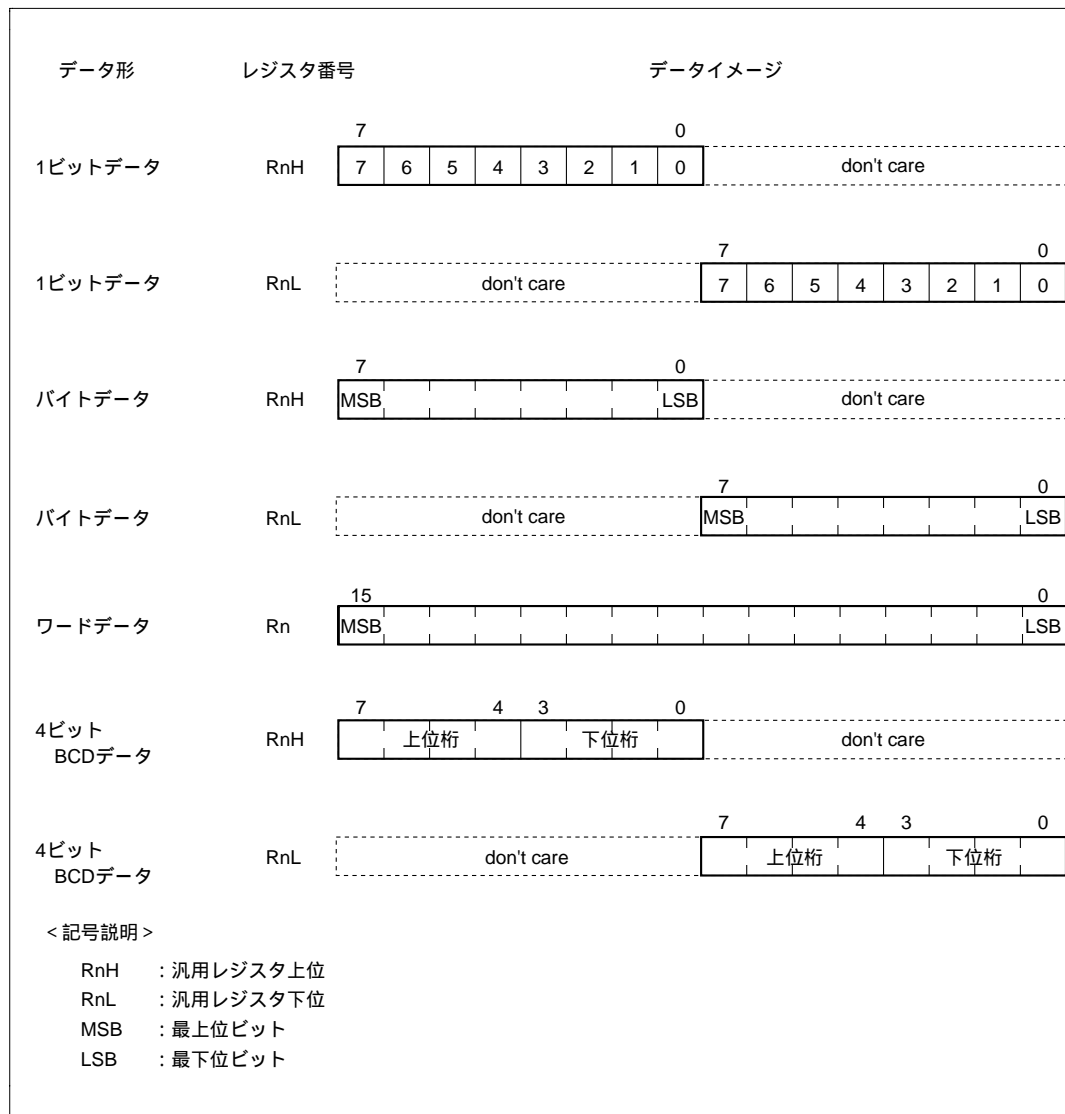 データ形 レジスタ番号 データイメージ
7 0
1ビットデータ RnH 7 6 5 4 3 2 1 0 don't care
7 0
1ビットデータ RnL don't care 7 6 5 4 3 2 1 0
7 0
バイトデータ RnH MSB LSB don't care
7 0
バイトデータ RnL don't care MSB LSB
15 0
ワードデータ Rn MSB LSB
7 4 3 0
4ビット
BCDデータ RnH 上位桁 下位桁 don't care
7 4 3 0
4ビット
BCDデータ RnL don't care 上位桁 下位桁
<記号説明>
RnH :汎用レジスタ上位
RnL :汎用レジスタ下位
MSB :最上位ビット
LSB :最下位ビット